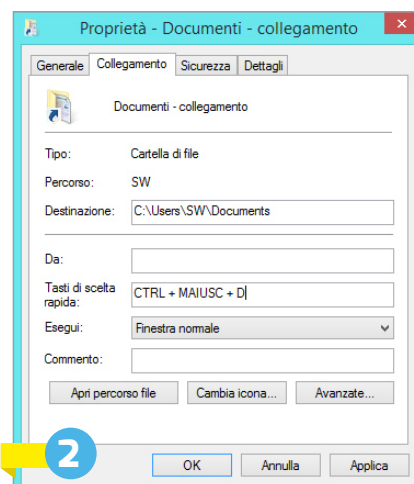 Proprietà - Documenti - collegamento
Generale Collegamento Sicurezza Dettagli
Documenti - collegamento
Tipo: Cartella di file
Percorso: SW
Destinazione: C:\Users\SW\Documents
Da:
Tasti di scelta rapida: CTRL + MAIUSC + D
Esegui: Finestra normale
Commento:
Apri percorso file Cambia icona... Avanzate...
2
OK Annulla Applica